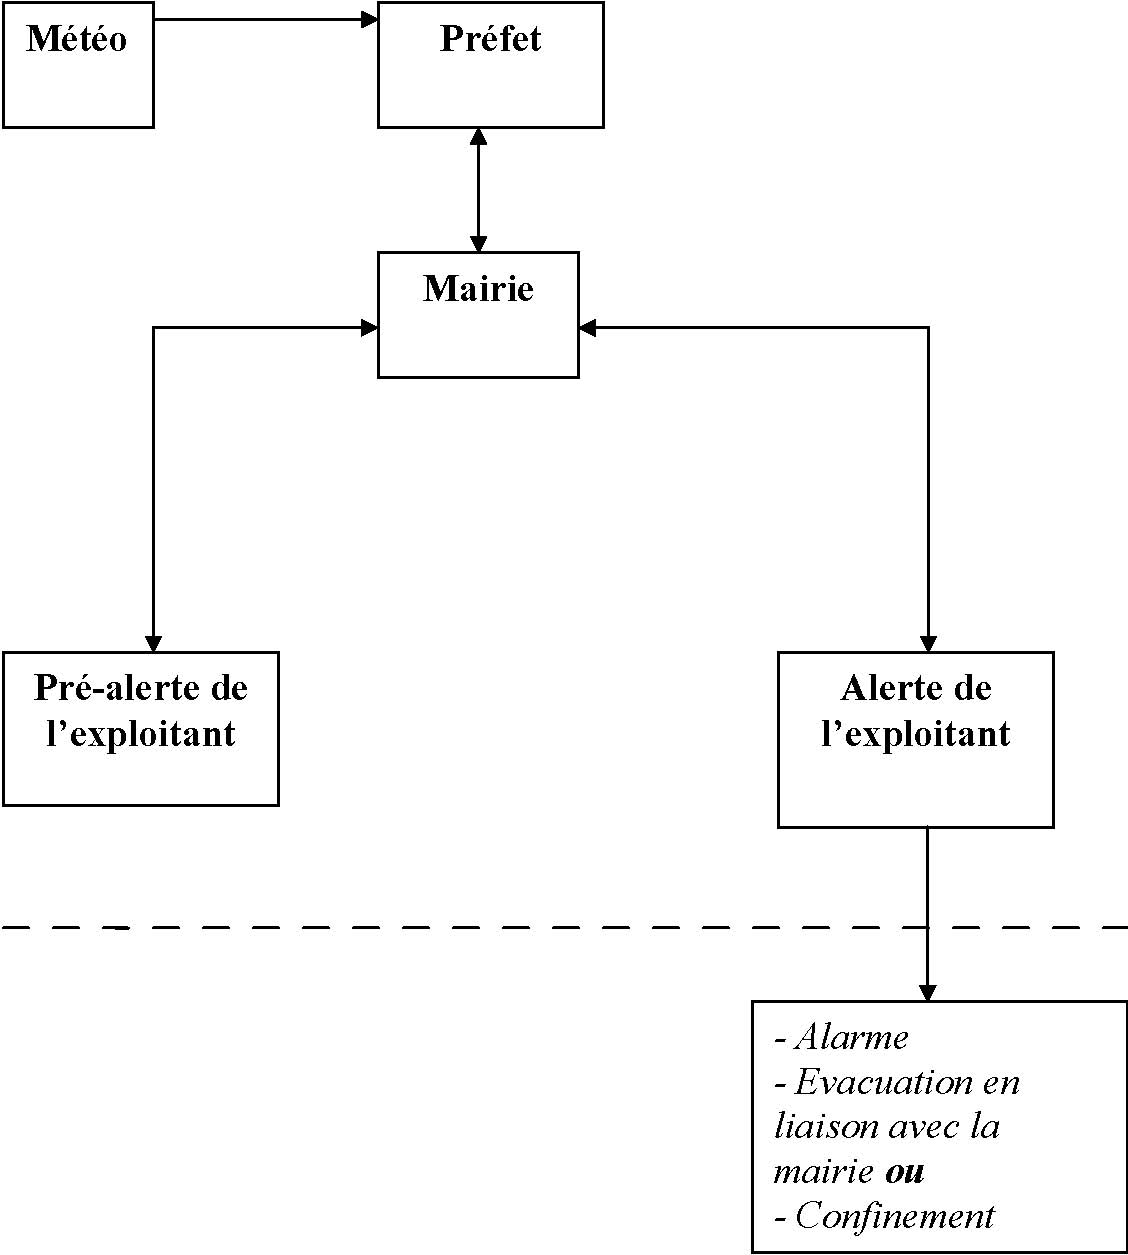 Météo
Préfet
Mairie
Pré-alerte de
l’exploitant
Alerte de
l’exploitant
- Alarme
- Evacuation en
liaison avec la
mairie ou
- Confinement